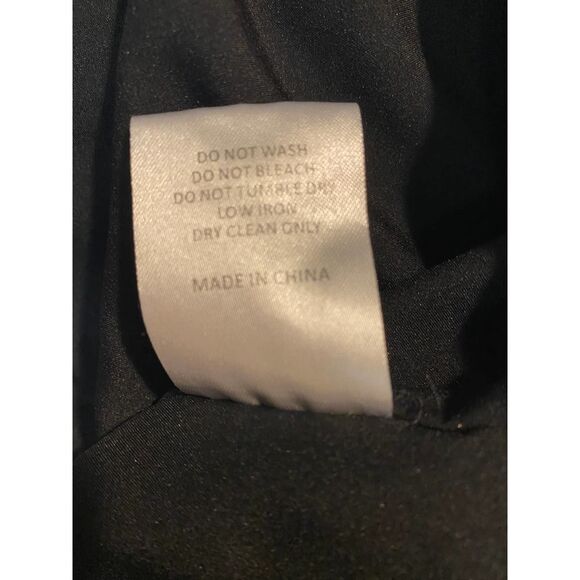 DO NOT WASH
DO NOT BLEACH
DO NOT TUMBLE DRY
LOW IRON
DRY CLEAN ONLY
MADE IN CHINA